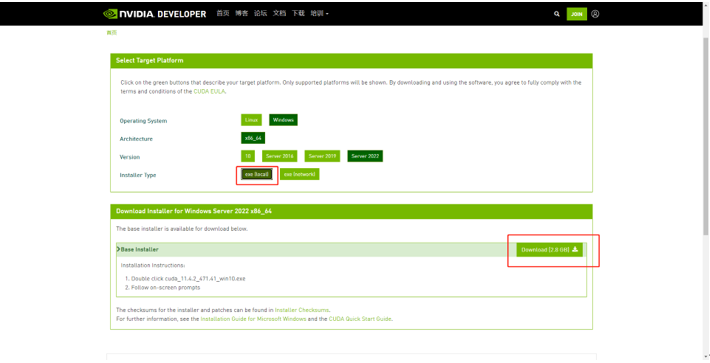 NVIDIA. DEVELOPER 首页 博客 论坛 文档 下载 培训 JOIN
首页
Select Target Platform
Click on the green buttons that describe your target platform. Only supported platforms will be shown. By downloading and using the software, you agree to fully comply with the
terms and conditions of the CUDA EULA.
Operating System Linux Windows
Architecture x86_64
Version 10 Server 2016 Server 2019 Server 2022
Installer Type exe (local) exe (network)
Download Installer for Windows Server 2022 x86_64
The base installer is available for download below.
Base Installer Download (2.8 GB)
Installation Instructions:
1. Double click cuda_11.4.2_471.41_win10.exe
2. Follow on-screen prompts
The checksums for the installer and patches can be found in Installer Checksums.
For further information, see the Installation Guide for Microsoft Windows and the CUDA Quick Start Guide.